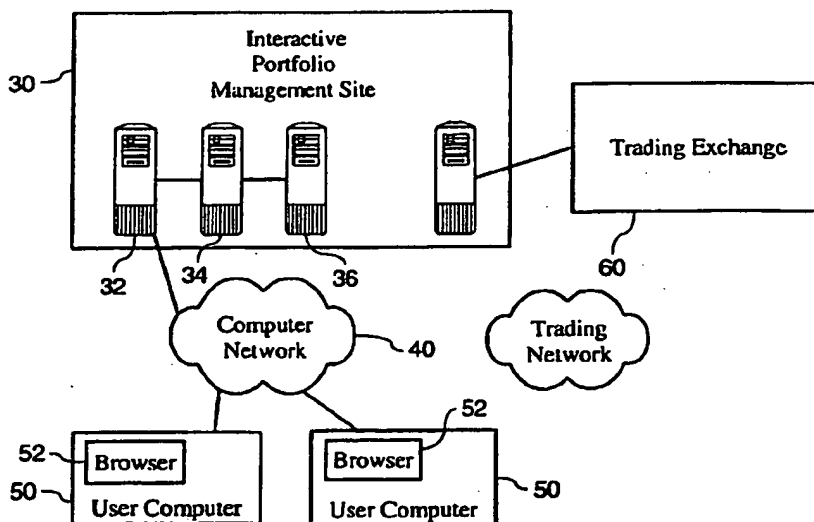 Interactive
Portfolio
Management Site
30
Trading Exchange
32
34
36
60
Computer
Network
40
Trading
Network
52
Browser
50
User Computer
52
Browser
50
User Computer